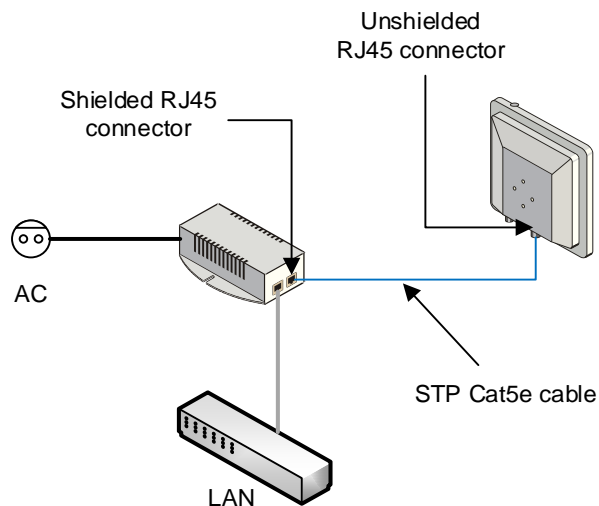 Unshielded
RJ45 connector
Shielded RJ45
connector
AC
STP Cat5e cable
LAN